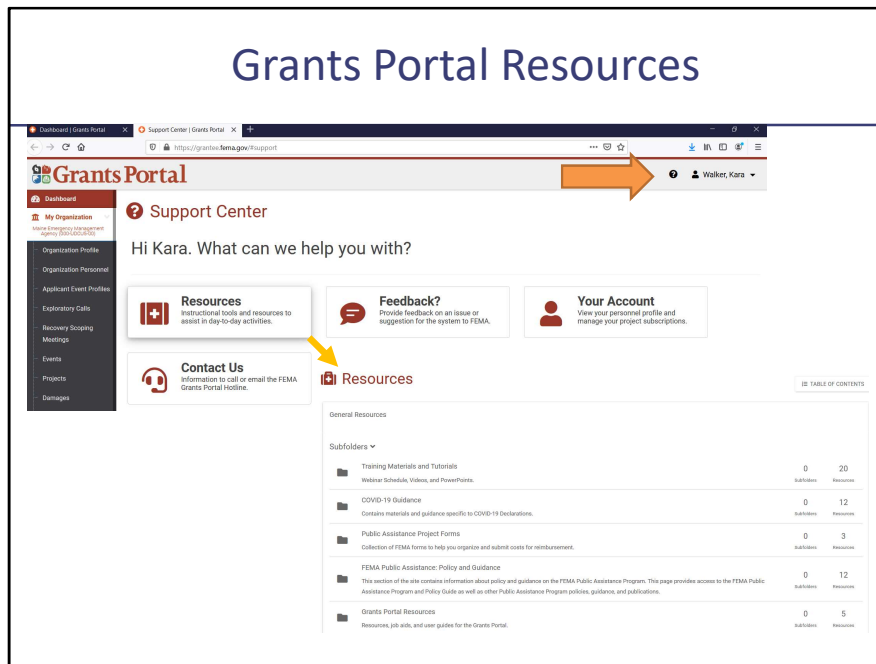 Grants Portal Resources
Dashboard | Grants Portal X Support Center | Grants Portal X +
https://grantee.fema.gov/#support
Grants Portal
Walker, Kara
Dashboard
My Organization
Maine Emergency Management
Organization Profile
Organization Personnel
Applicant Event Profiles
Exploratory Calls
Recovery Scoping
Meetings
Events
Projects
Damages
Support Center
Hi Kara. What can we help you with?
Resources
Instructional tools and resources to
assist in day-to-day activities.
Feedback?
Provide feedback on an issue or
suggestion for the system to FEMA.
Your Account
View your personnel profile and
manage your project subscriptions.
Contact Us
Information to call or email the FEMA
Grants Portal Hotline.
Resources
TABLE OF CONTENTS
General Resources
Subfolders
Training Materials and Tutorials
Webinar Schedule, Videos, and PowerPoints.
0 20
Subfolders Resources
COVID-19 Guidance
Contains materials and guidance specific to COVID-19 Declarations.
0 12
Subfolders Resources
Public Assistance Project Forms
Collection of FEMA forms to help you organize and submit costs for reimbursement.
0 3
Subfolders Resources
FEMA Public Assistance: Policy and Guidance
This section of the site contains information about policy and guidance on the FEMA Public Assistance Program. This page provides access to the FEMA Public
Assistance Program and Policy Guide as well as other Public Assistance Program policies, guidance, and publications.
0 12
Subfolders Resources
Grants Portal Resources
Resources, job aids, and user guides for the Grants Portal.
0 5
Subfolders Resources